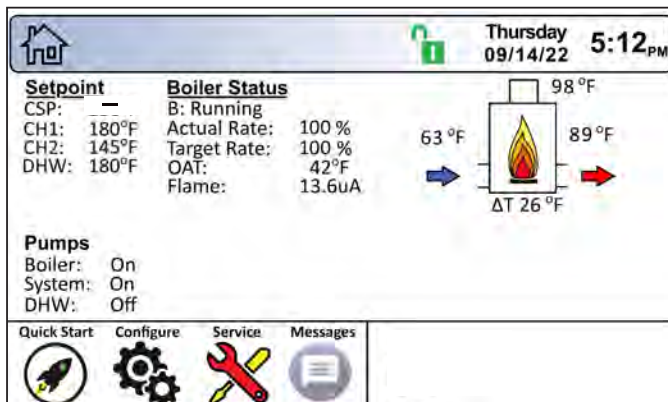 Thursday
09/14/22
5:12PM
Setpoint
CSP: —
CH1: 180°F
CH2: 145°F
DHW: 180°F
Boiler Status
B: Running
Actual Rate: 100 %
Target Rate: 100 %
OAT: 42°F
Flame: 13.6uA
98°F
63 °F
89°F
ΔT 26 °F
Pumps
Boiler: On
System: On
DHW: Off
Quick Start
Configure
Service
Messages